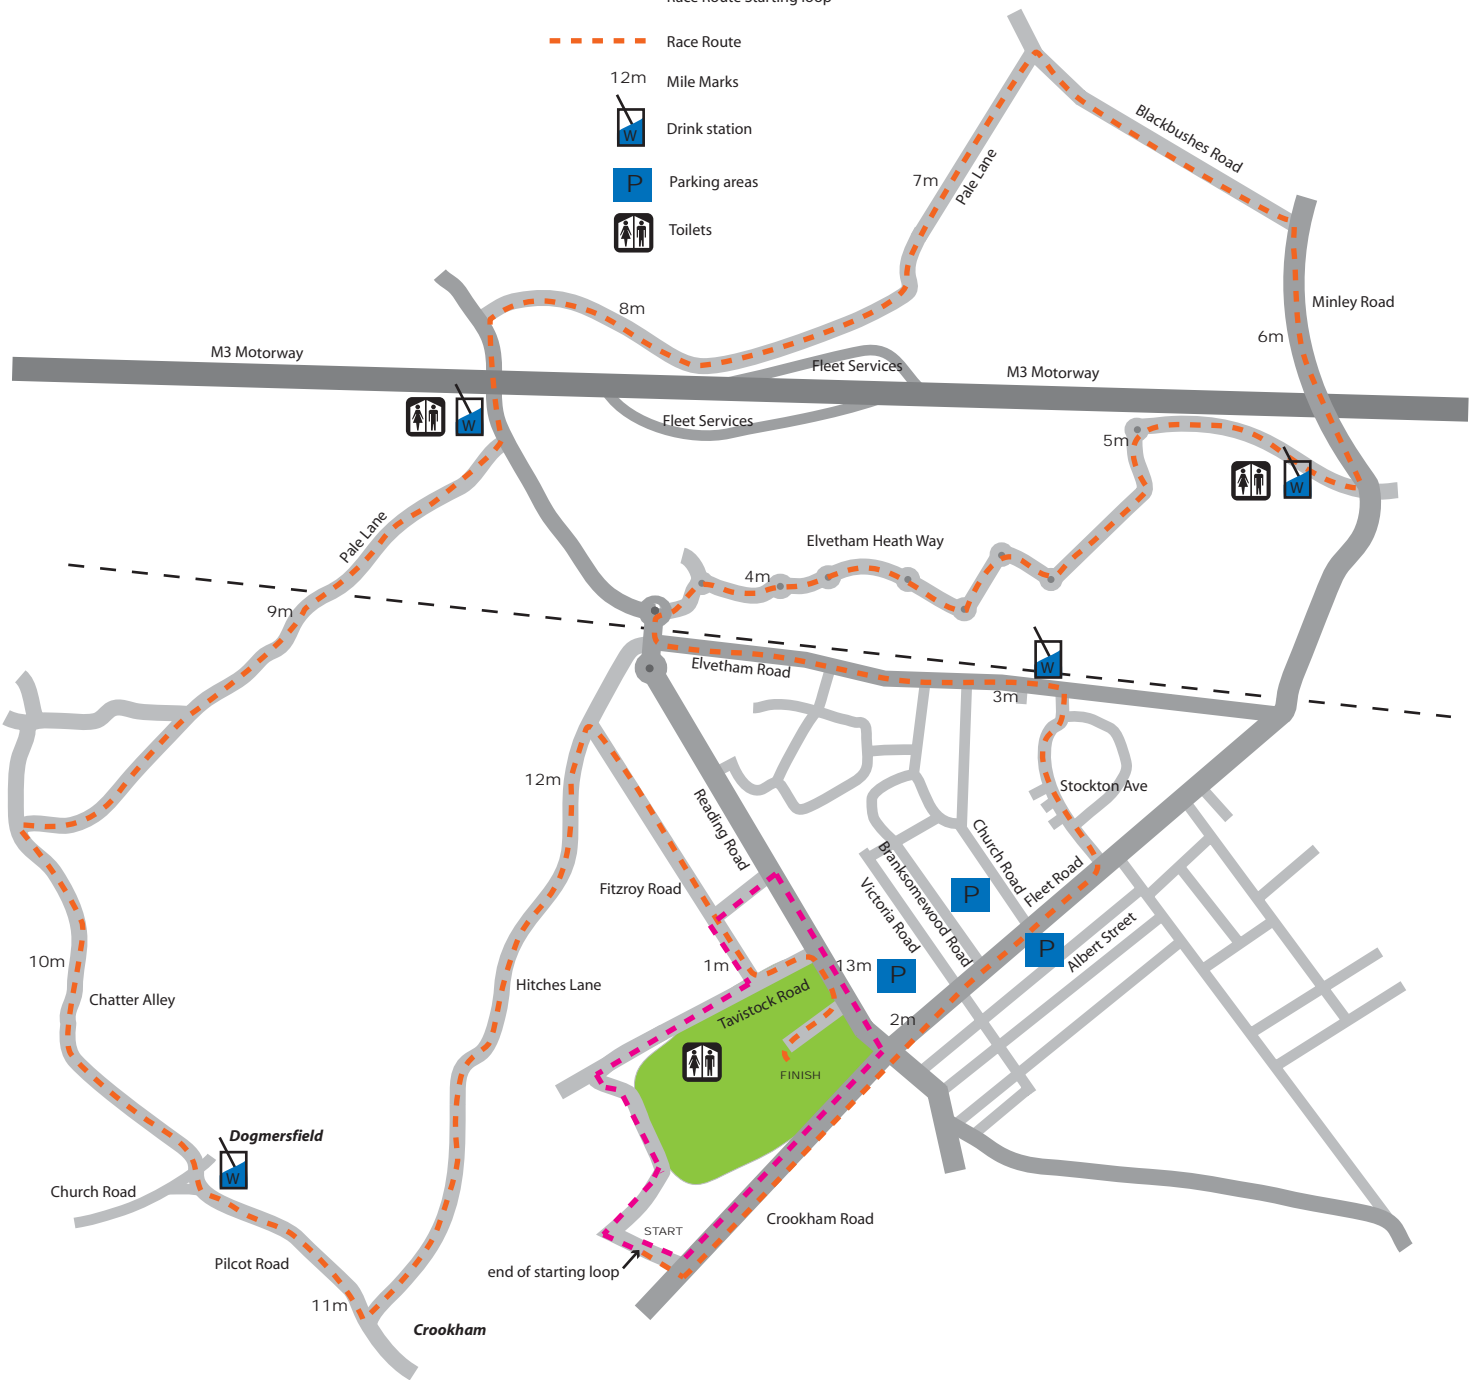 Race Route Starting loop
Race Route
12m
Mile Marks
W
Drink station
P
Parking areas
Toilets
Blackbushes Road
7m
Pale Lane
Minley Road
8m
6m
M3 Motorway
Fleet Services
M3 Motorway
Fleet Services
W
5m
W
Pale Lane
Elvetham Heath Way
4m
9m
Elvetham Road
W
3m
12m
Stockton Ave
Reading Road
Church Road
Branksomewood Road
Victoria Road
Fleet Road
Fitzroy Road
P
P
Albert Street
10m
1m
13m
P
Chatter Alley
Hitches Lane
Tavistock Road
2m
FINISH
Dogmersfield
W
Church Road
START
Crookham Road
Pilcot Road
end of starting loop
11m
Crookham